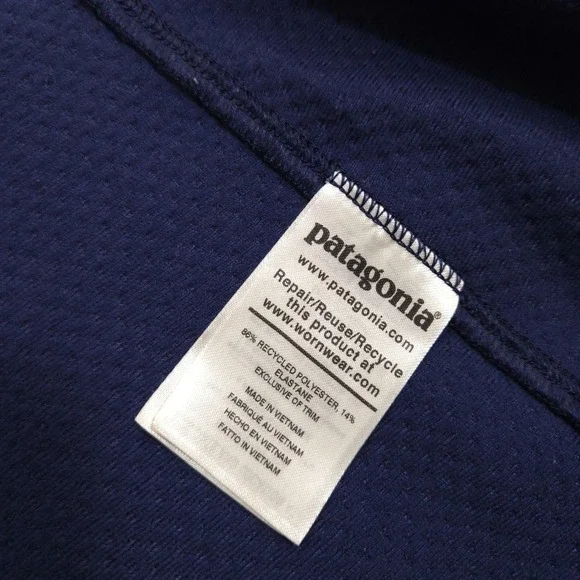 patagonia®
www.patagonia.com
Repair/Reuse/Recycle
this product at
www.wornwear.com
86% RECYCLED POLYESTER, 14%
ELASTANE
EXCLUSIVE OF TRIM
MADE IN VIETNAM
FABRIQUÉ AU VIETNAM
HECHO EN VIETNAM
FATTO IN VIETNAM